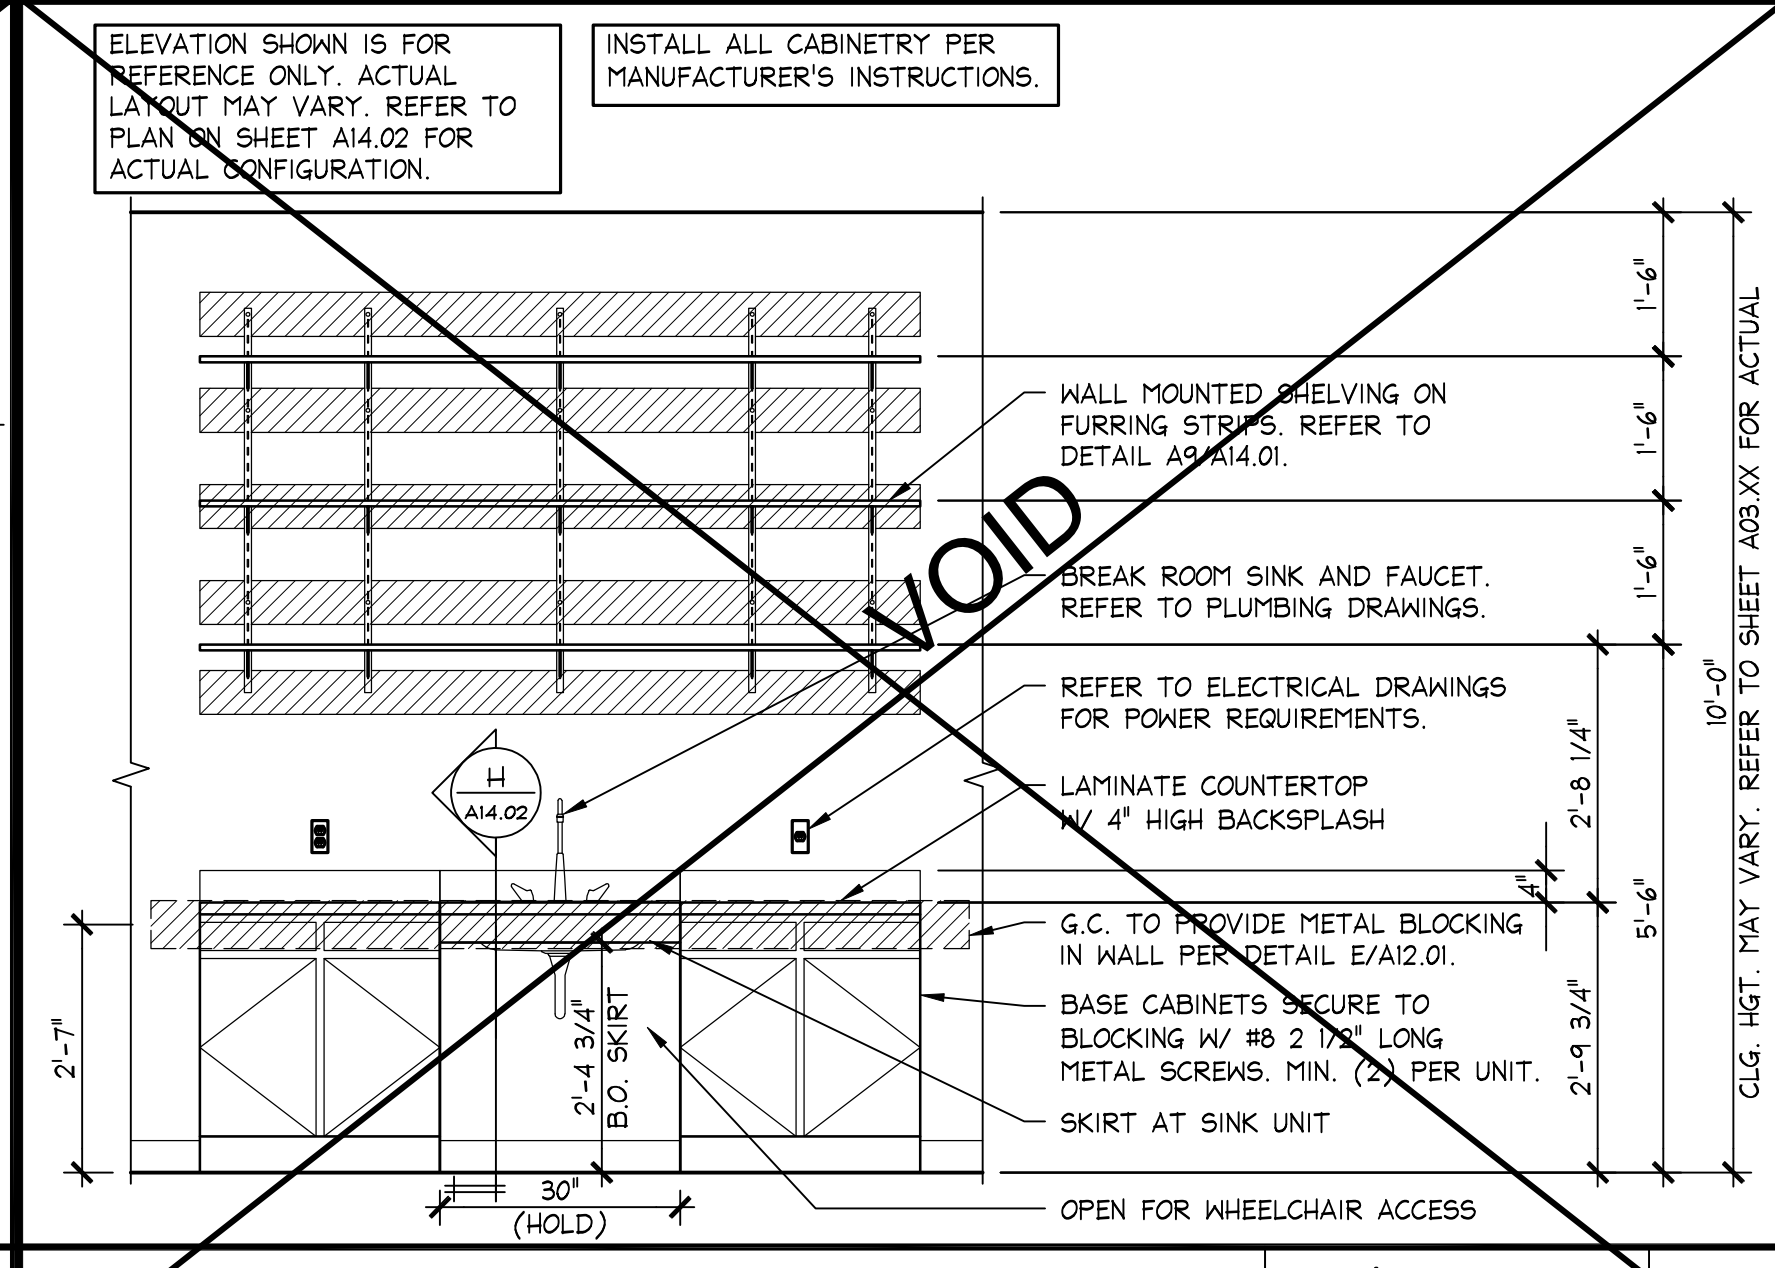 ELEVATION SHOWN IS FOR
REFERENCE ONLY. ACTUAL
LAYOUT MAY VARY. REFER TO
PLAN ON SHEET A14.02 FOR
ACTUAL CONFIGURATION.
INSTALL ALL CABINETRY PER
MANUFACTURER'S INSTRUCTIONS.
1'-6"
1'-6"
1'-6"
WALL MOUNTED SHELVING ON
FURRING STRIPS. REFER TO
DETAIL A9/A14.01.
VOID
BREAK ROOM SINK AND FAUCET.
REFER TO PLUMBING DRAWINGS.
REFER TO ELECTRICAL DRAWINGS
FOR POWER REQUIREMENTS.
LAMINATE COUNTERTOP
W/ 4" HIGH BACKSPLASH
G.C. TO PROVIDE METAL BLOCKING
IN WALL PER DETAIL E/A12.01.
BASE CABINETS SECURE TO
BLOCKING W/ #8 2 1/2" LONG
METAL SCREWS. MIN. (2) PER UNIT.
SKIRT AT SINK UNIT
OPEN FOR WHEELCHAIR ACCESS
H
A14.02
2'-7"
2'-4 3/4"
B.O. SKIRT
30"
(HOLD)
4"
2'-8 1/4"
2'-9 3/4"
5'-6"
10'-0"
CLG. HGT. MAY VARY. REFER TO SHEET A03.XX FOR ACTUAL